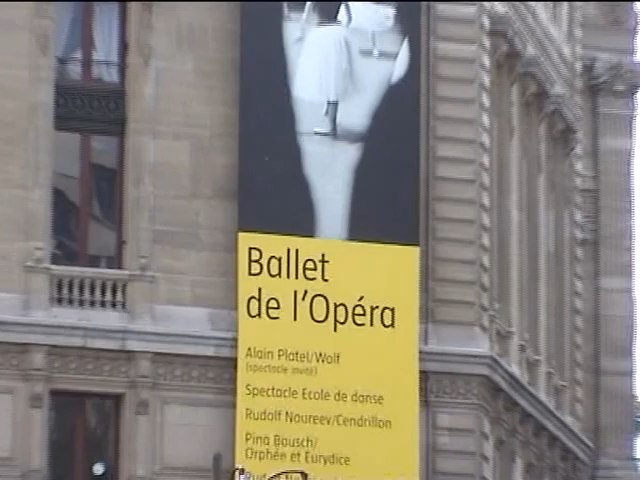 Ballet
de l'Opéra
Alain Platel/Wolf
(spectacle invité)
Spectacle Ecole de danse
Rudolf Noureev/Cendrillon
Pina Bausch/
Orphée et Eurydice